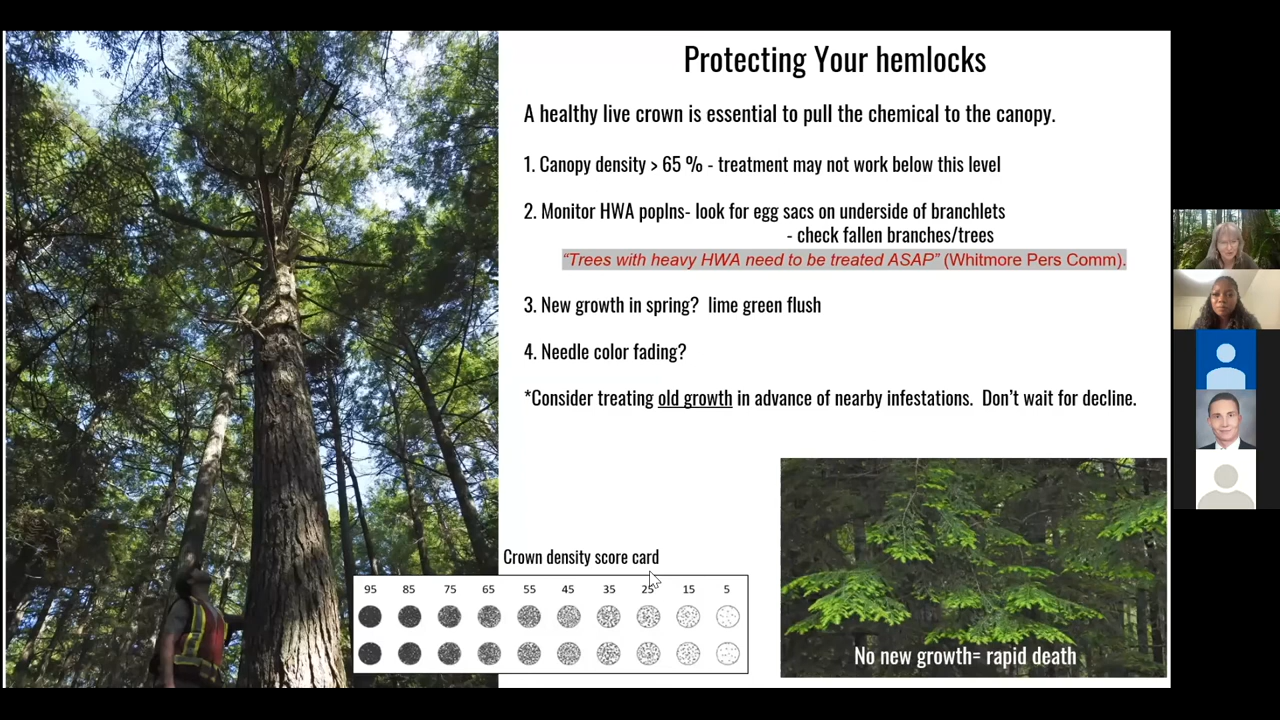 Protecting Your hemlocks
A healthy live crown is essential to pull the chemical to the canopy.
1. Canopy density > 65 % - treatment may not work below this level
2. Monitor HWA poplns- look for egg sacs on underside of branchlets
- check fallen branches/trees
“Trees with heavy HWA need to be treated ASAP” (Whitmore Pers Comm).
3. New growth in spring? lime green flush
4. Needle color fading?
*Consider treating old growth in advance of nearby infestations. Don’t wait for decline.
Crown density score card
95 85 75 65 55 45 35 25 15 5
No new growth= rapid death